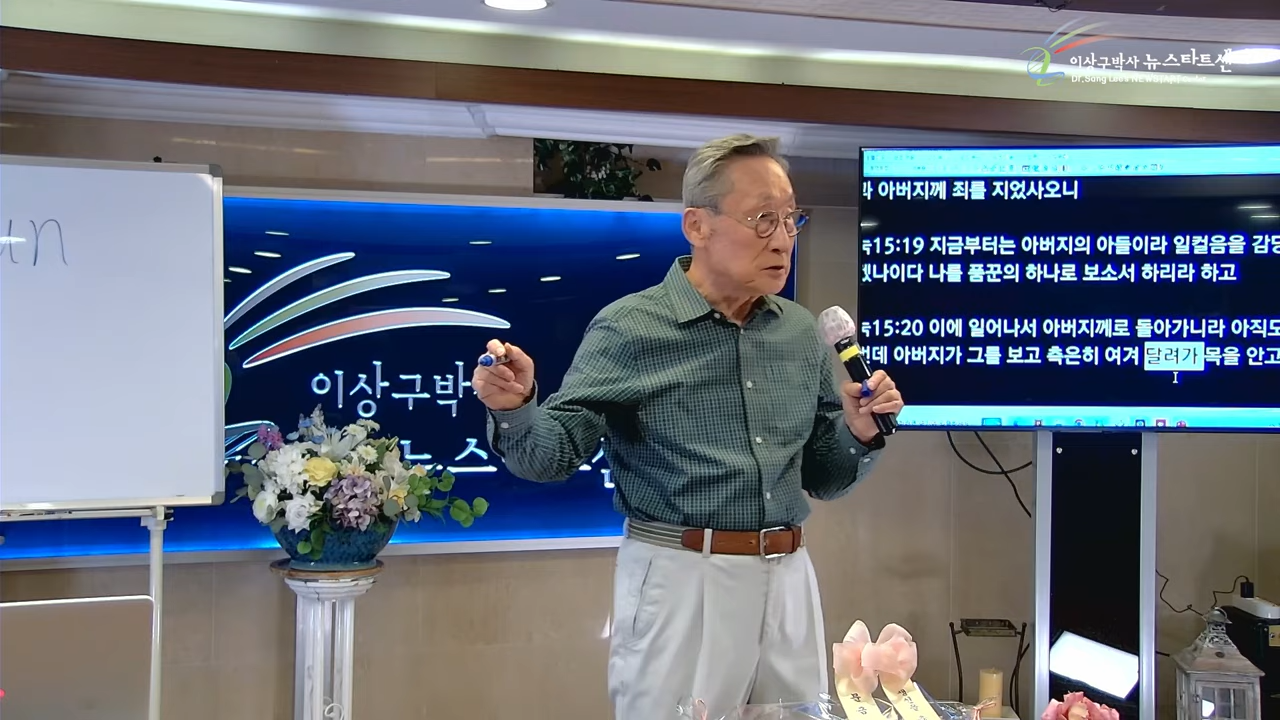 이상구박사 뉴스타트센
un
아버지께 죄를 지었사오니
15:19 지금부터는 아버지의 아들이라 일컬음을 감당
나이다 나를 품꾼의 하나로 보소서 하리라 하고
15:20 이에 일어나서 아버지께로 돌아가니라 아직도
아버지가 그를 보고 측은히 여겨 달려가 목을 안고
이상구박
뉴스